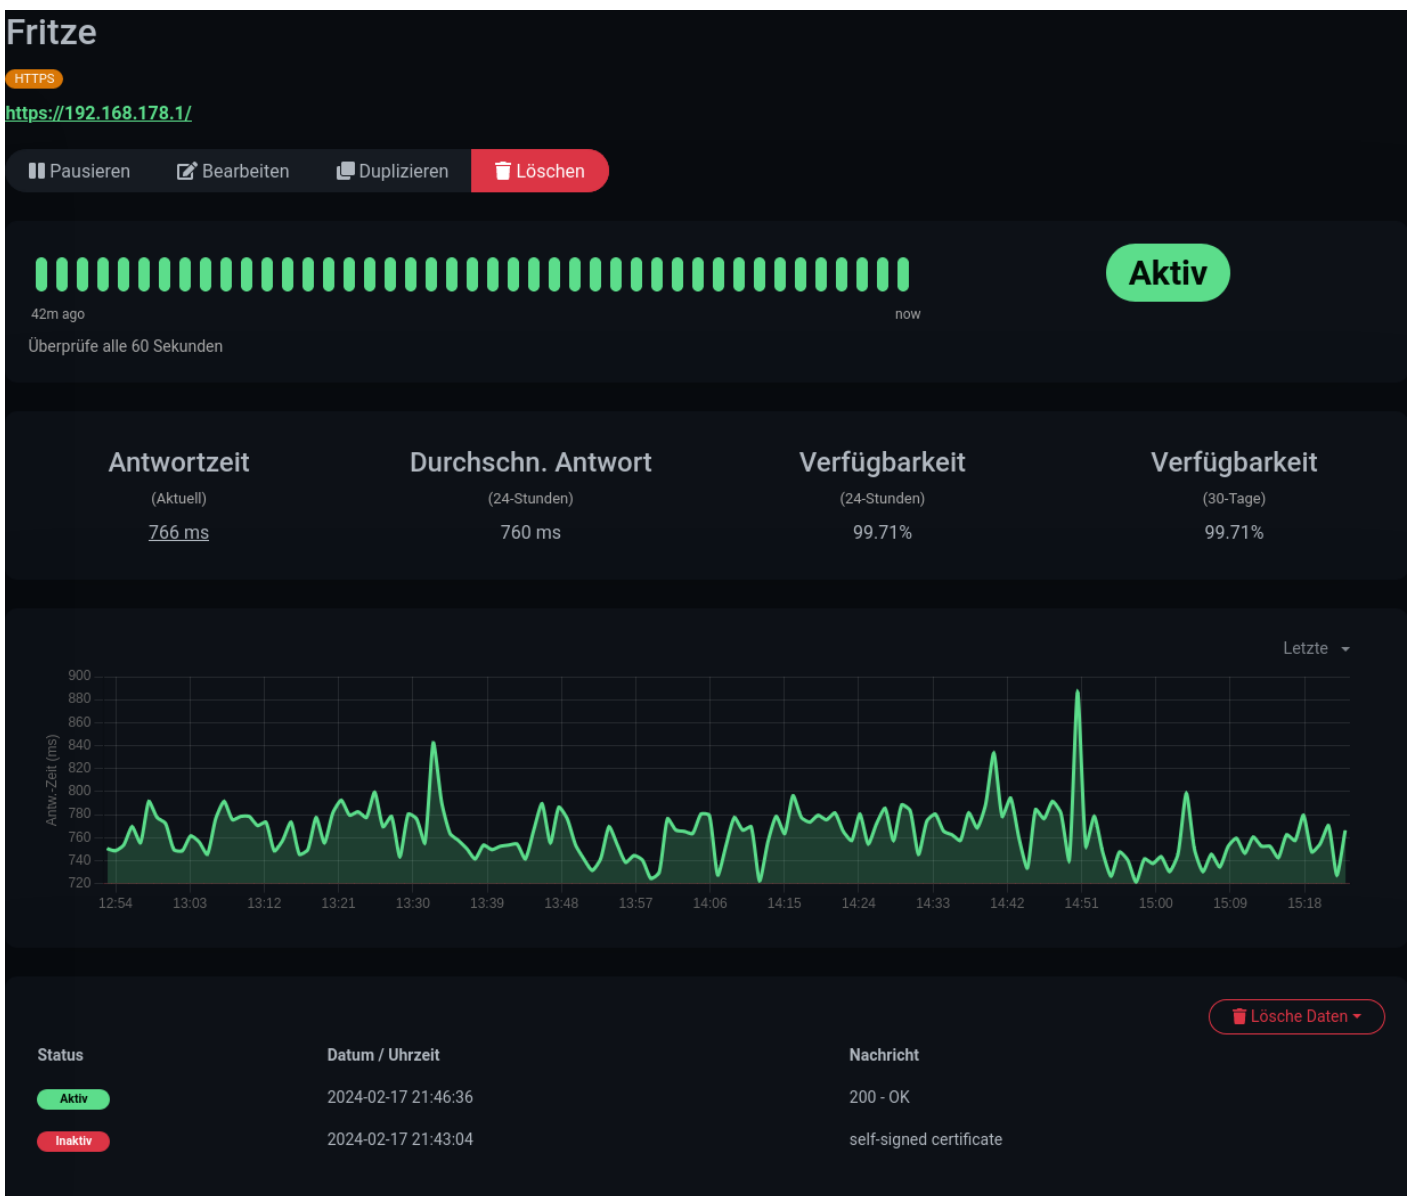 Fritze
HTTPS
https://192.168.178.1/
Pausieren Bearbeiten Duplizieren Löschen
Aktiv
42m ago now
Überprüfe alle 60 Sekunden
Antwortzeit Durchschn. Antwort Verfügbarkeit Verfügbarkeit
(Aktuell) (24-Stunden) (24-Stunden) (30-Tage)
766 ms 760 ms 99.71% 99.71%
Letzte
Antw.-Zeit (ms)
900
880
860
840
820
800
780
760
740
720
12:54 13:03 13:12 13:21 13:30 13:39 13:48 13:57 14:06 14:15 14:24 14:33 14:42 14:51 15:00 15:09 15:18
Lösche Daten
Status Datum / Uhrzeit Nachricht
Aktiv 2024-02-17 21:46:36 200 - OK
Inaktiv 2024-02-17 21:43:04 self-signed certificate